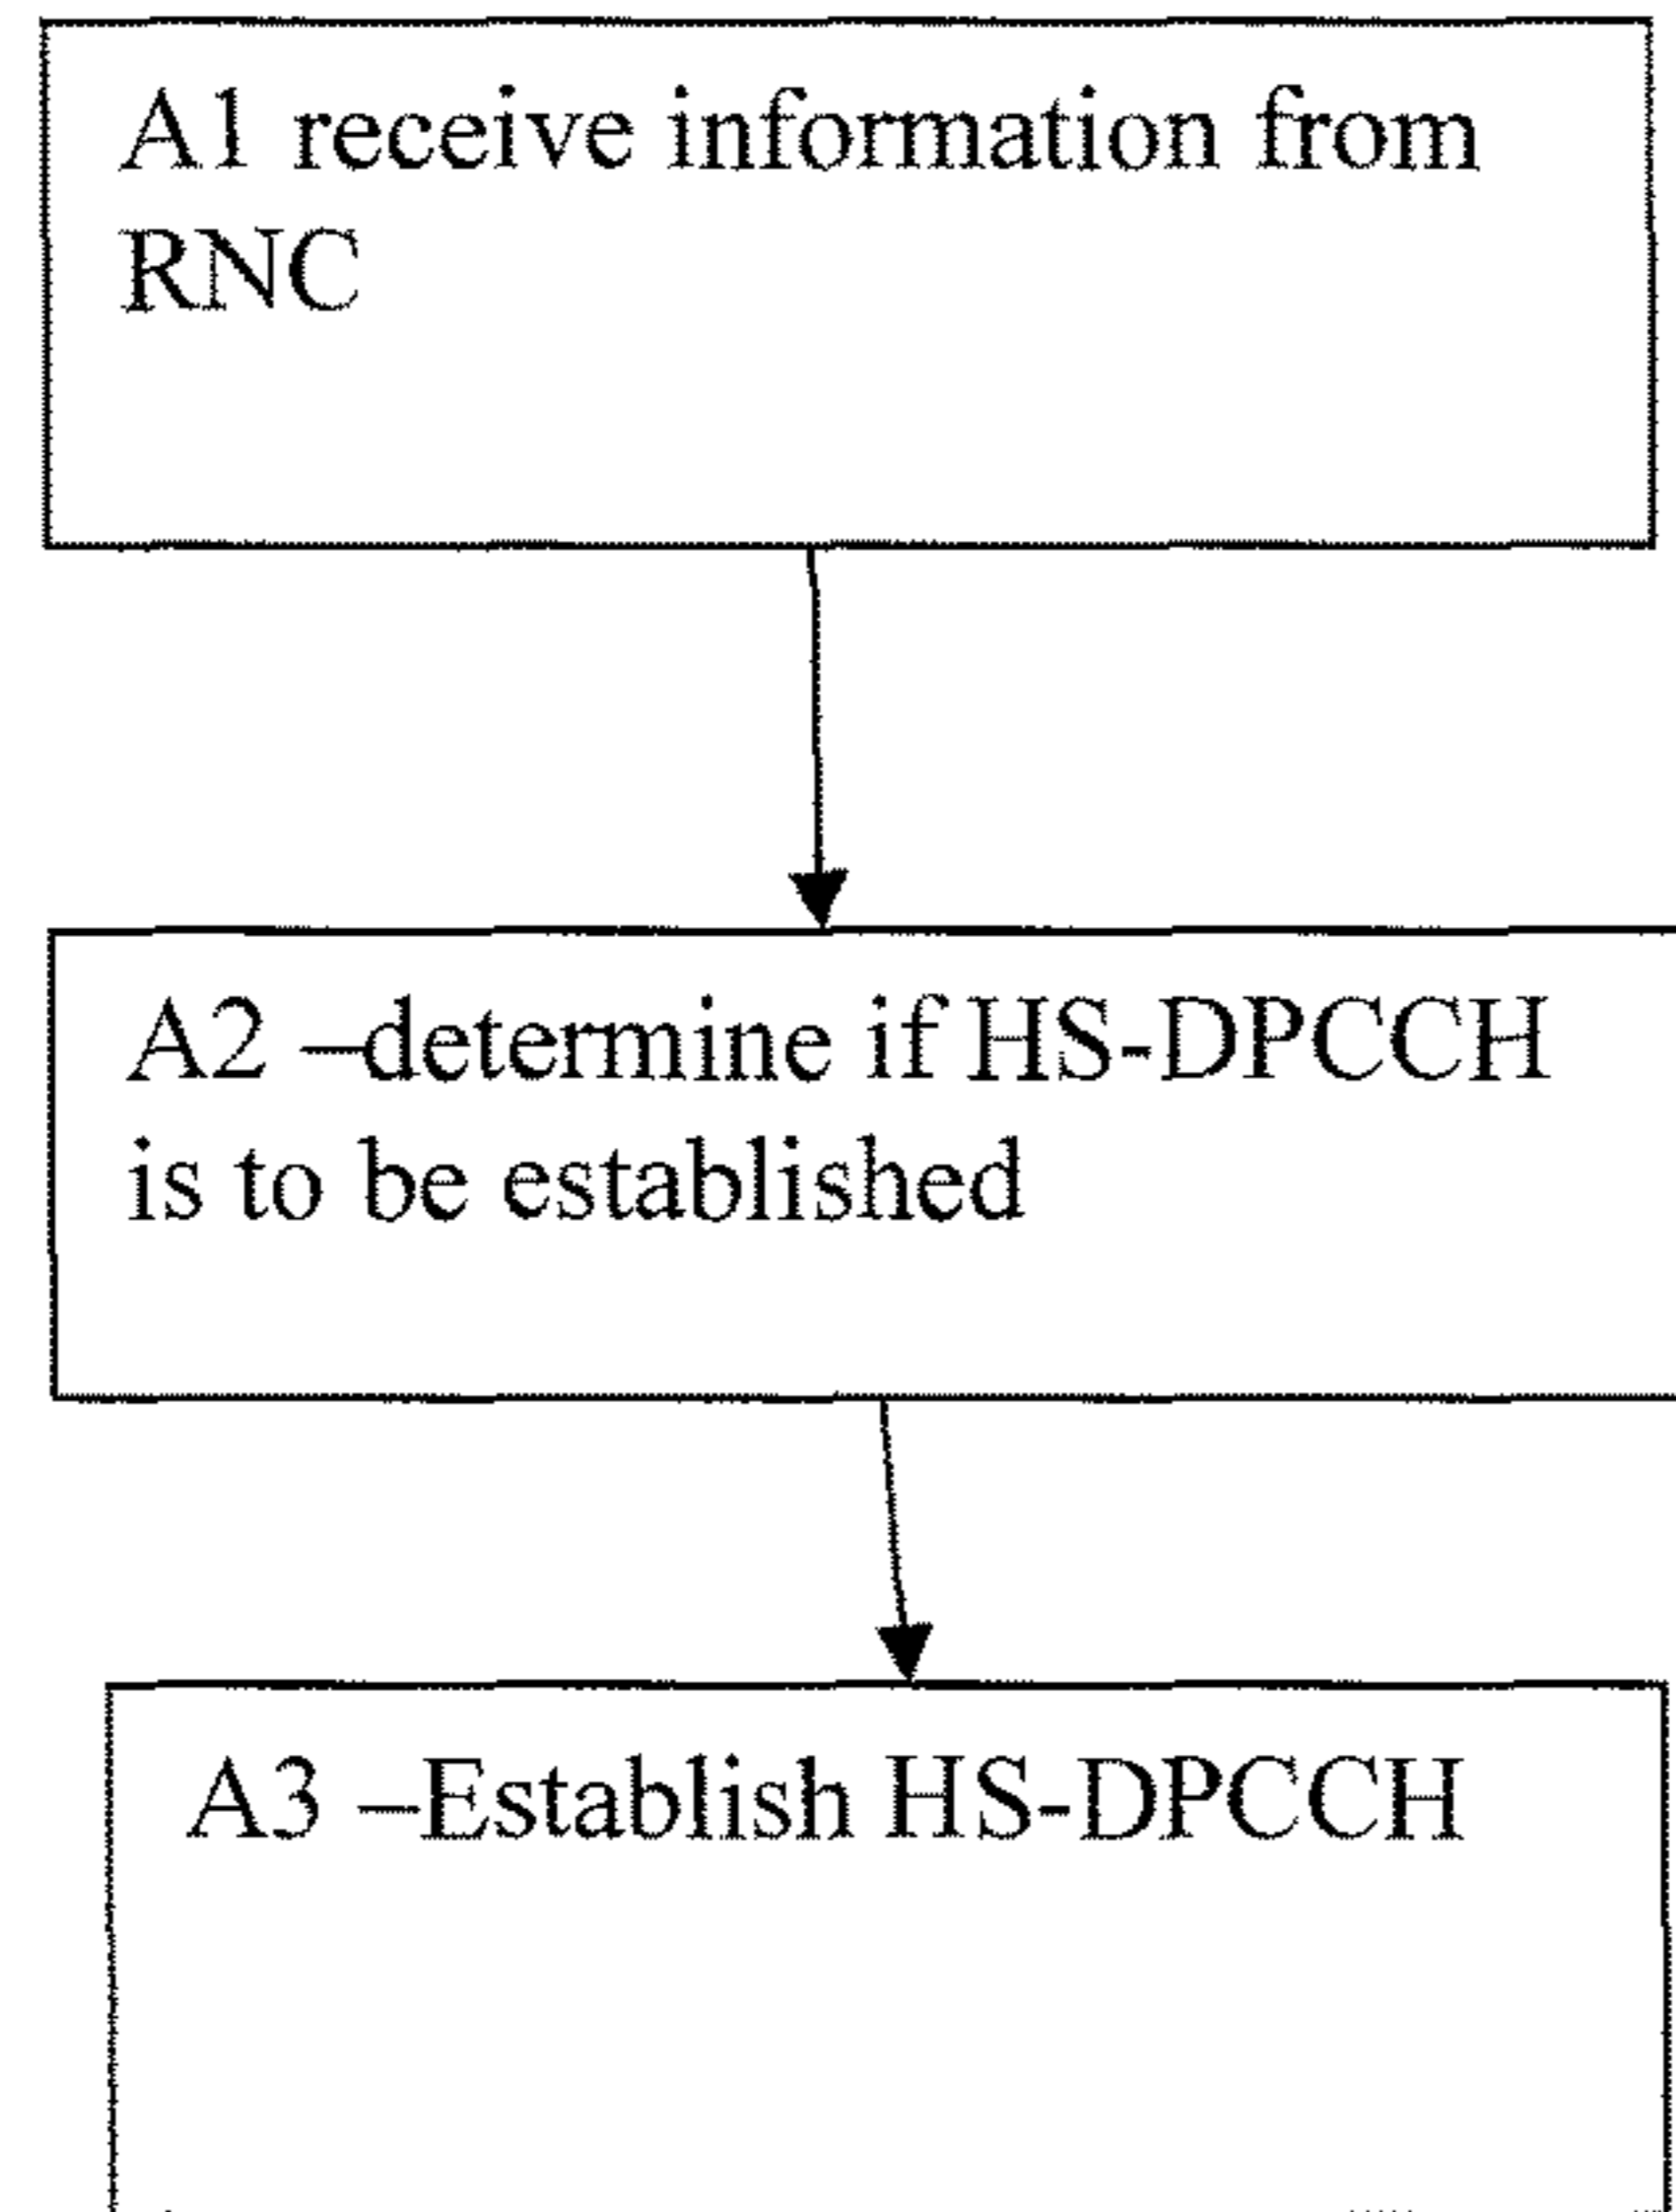 A1 receive information from
RNC
A2 –determine if HS-DPCCH
is to be established
A3 –Establish HS-DPCCH